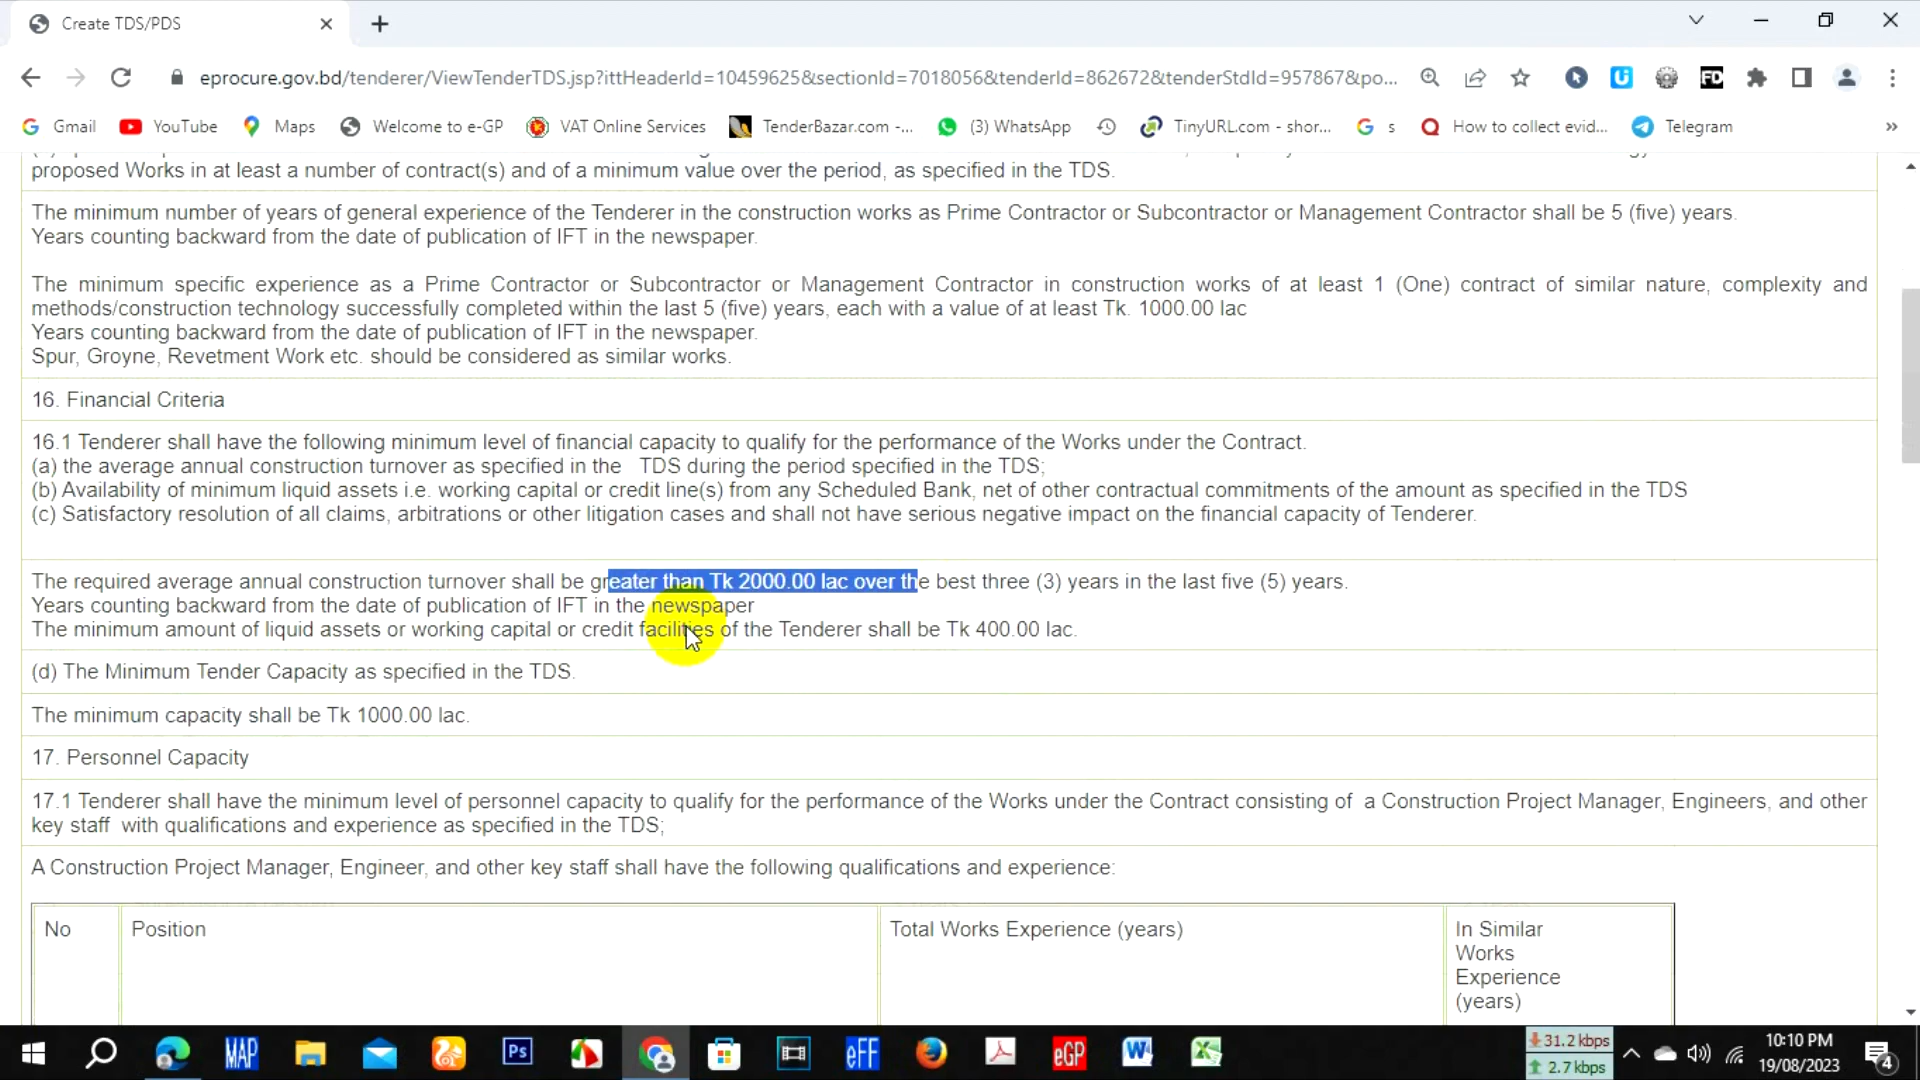 Create TDS/PDS
eprocure.gov.bd/tenderer/ViewTenderTDS.jsp?ittHeaderId=10459625&sectionId=7018056&tenderId=862672&tenderStdId=957867&po...
FD
Gmail YouTube Maps Welcome to e-GP VAT Online Services TenderBazar.com -... (3) WhatsApp TinyURL.com - shor... s How to collect evid... Telegram »
proposed Works in at least a number of contract(s) and of a minimum value over the period, as specified in the TDS.
The minimum number of years of general experience of the Tenderer in the construction works as Prime Contractor or Subcontractor or Management Contractor shall be 5 (five) years.
Years counting backward from the date of publication of IFT in the newspaper.
The minimum specific experience as a Prime Contractor or Subcontractor or Management Contractor in construction works of at least 1 (One) contract of similar nature, complexity and
methods/construction technology successfully completed within the last 5 (five) years, each with a value of at least Tk. 1000.00 lac
Years counting backward from the date of publication of IFT in the newspaper.
Spur, Groyne, Revetment Work etc. should be considered as similar works.
16. Financial Criteria
16.1 Tenderer shall have the following minimum level of financial capacity to qualify for the performance of the Works under the Contract.
(a) the average annual construction turnover as specified in the TDS during the period specified in the TDS;
(b) Availability of minimum liquid assets i.e. working capital or credit line(s) from any Scheduled Bank, net of other contractual commitments of the amount as specified in the TDS
(c) Satisfactory resolution of all claims, arbitrations or other litigation cases and shall not have serious negative impact on the financial capacity of Tenderer.
The required average annual construction turnover shall be greater than Tk 2000.00 lac over the best three (3) years in the last five (5) years.
Years counting backward from the date of publication of IFT in the newspaper
The minimum amount of liquid assets or working capital or credit facilities of the Tenderer shall be Tk 400.00 lac.
(d) The Minimum Tender Capacity as specified in the TDS.
The minimum capacity shall be Tk 1000.00 lac.
17. Personnel Capacity
17.1 Tenderer shall have the minimum level of personnel capacity to qualify for the performance of the Works under the Contract consisting of a Construction Project Manager, Engineers, and other
key staff with qualifications and experience as specified in the TDS;
A Construction Project Manager, Engineer, and other key staff shall have the following qualifications and experience:
No Position Total Works Experience (years) In Similar
Works
Experience
(years)
MAP Ps eFF eGP
31.2 kbps
2.7 kbps
10:10 PM
19/08/2023
4